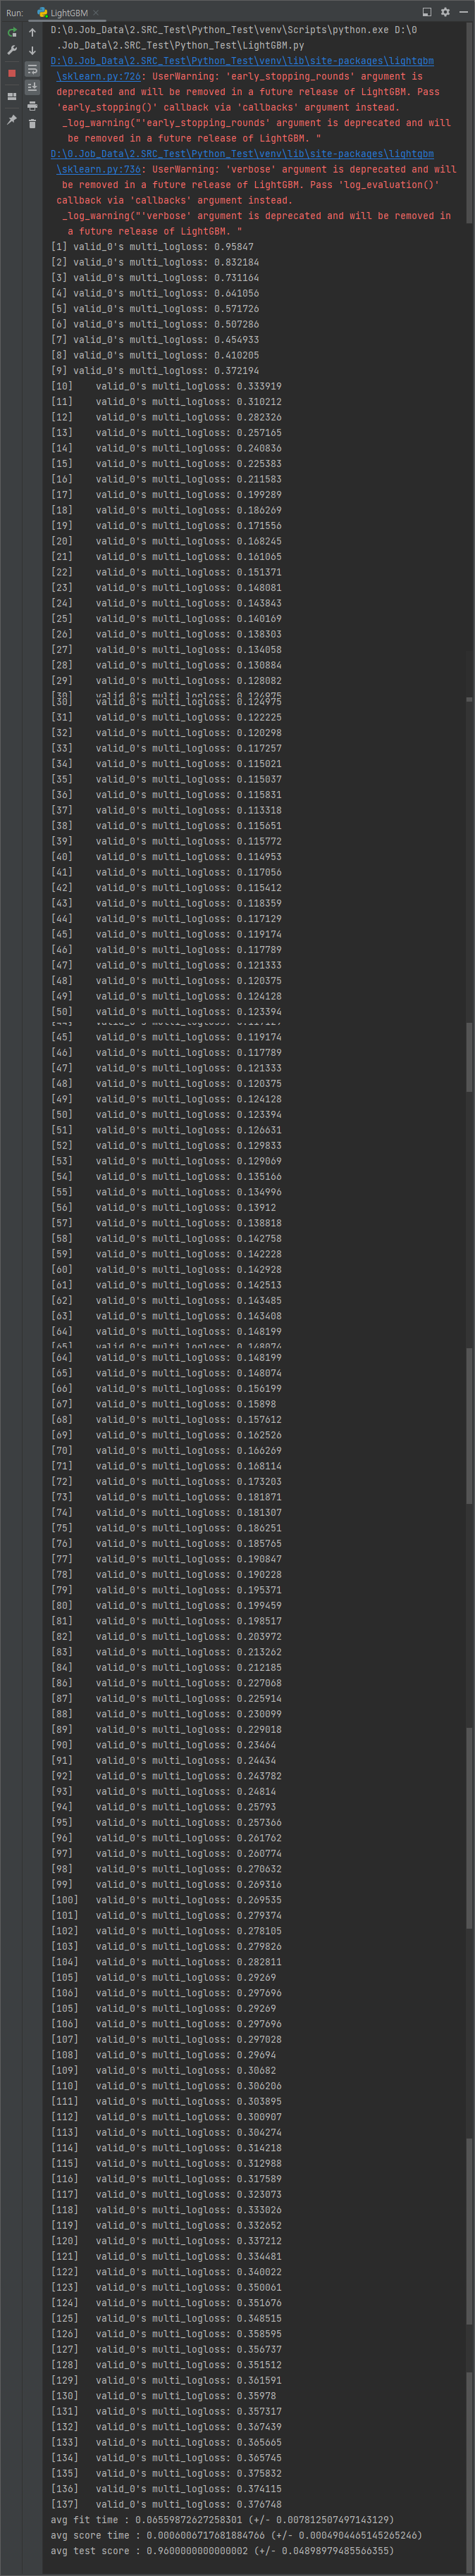 Run: LightGBM ×
D:\0.Job_Data\2.SRC_Test\Python_Test\venv\Scripts\python.exe D:\0
.Job_Data\2.SRC_Test\Python_Test\LightGBM.py
D:\0.Job_Data\2.SRC_Test\Python_Test\venv\lib\site-packages\lightgbm
\sklearn.py:726: UserWarning: 'early_stopping_rounds' argument is
deprecated and will be removed in a future release of LightGBM. Pass
'early_stopping()' callback via 'callbacks' argument instead.
_log_warning("'early_stopping_rounds' argument is deprecated and will
be removed in a future release of LightGBM. "
D:\0.Job_Data\2.SRC_Test\Python_Test\venv\lib\site-packages\lightgbm
\sklearn.py:736: UserWarning: 'verbose' argument is deprecated and will
be removed in a future release of LightGBM. Pass 'log_evaluation()'
callback via 'callbacks' argument instead.
_log_warning("'verbose' argument is deprecated and will be removed in
a future release of LightGBM. "
[1] valid_0's multi_logloss: 0.95847
[2] valid_0's multi_logloss: 0.832184
[3] valid_0's multi_logloss: 0.731164
[4] valid_0's multi_logloss: 0.641056
[5] valid_0's multi_logloss: 0.571726
[6] valid_0's multi_logloss: 0.507286
[7] valid_0's multi_logloss: 0.454933
[8] valid_0's multi_logloss: 0.410205
[9] valid_0's multi_logloss: 0.372194
[10] valid_0's multi_logloss: 0.333919
[11] valid_0's multi_logloss: 0.310212
[12] valid_0's multi_logloss: 0.282326
[13] valid_0's multi_logloss: 0.257165
[14] valid_0's multi_logloss: 0.240836
[15] valid_0's multi_logloss: 0.225383
[16] valid_0's multi_logloss: 0.211583
[17] valid_0's multi_logloss: 0.199289
[18] valid_0's multi_logloss: 0.186269
[19] valid_0's multi_logloss: 0.171556
[20] valid_0's multi_logloss: 0.168245
[21] valid_0's multi_logloss: 0.161065
[22] valid_0's multi_logloss: 0.151371
[23] valid_0's multi_logloss: 0.148081
[24] valid_0's multi_logloss: 0.143843
[25] valid_0's multi_logloss: 0.140169
[26] valid_0's multi_logloss: 0.138303
[27] valid_0's multi_logloss: 0.134058
[28] valid_0's multi_logloss: 0.130884
[29] valid_0's multi_logloss: 0.128082
[30] valid_0's multi_logloss: 0.124975
[30] valid_0's multi_logloss: 0.124975
[31] valid_0's multi_logloss: 0.122225
[32] valid_0's multi_logloss: 0.120298
[33] valid_0's multi_logloss: 0.117257
[34] valid_0's multi_logloss: 0.115021
[35] valid_0's multi_logloss: 0.115037
[36] valid_0's multi_logloss: 0.115831
[37] valid_0's multi_logloss: 0.113318
[38] valid_0's multi_logloss: 0.115651
[39] valid_0's multi_logloss: 0.115772
[40] valid_0's multi_logloss: 0.114953
[41] valid_0's multi_logloss: 0.117056
[42] valid_0's multi_logloss: 0.115412
[43] valid_0's multi_logloss: 0.118359
[44] valid_0's multi_logloss: 0.117129
[45] valid_0's multi_logloss: 0.119174
[46] valid_0's multi_logloss: 0.117789
[47] valid_0's multi_logloss: 0.121333
[48] valid_0's multi_logloss: 0.120375
[49] valid_0's multi_logloss: 0.124128
[50] valid_0's multi_logloss: 0.123394
[44] valid_0's multi_logloss: 0.117129
[45] valid_0's multi_logloss: 0.119174
[46] valid_0's multi_logloss: 0.117789
[47] valid_0's multi_logloss: 0.121333
[48] valid_0's multi_logloss: 0.120375
[49] valid_0's multi_logloss: 0.124128
[50] valid_0's multi_logloss: 0.123394
[51] valid_0's multi_logloss: 0.126631
[52] valid_0's multi_logloss: 0.129833
[53] valid_0's multi_logloss: 0.129069
[54] valid_0's multi_logloss: 0.135166
[55] valid_0's multi_logloss: 0.134996
[56] valid_0's multi_logloss: 0.13912
[57] valid_0's multi_logloss: 0.138818
[58] valid_0's multi_logloss: 0.142758
[59] valid_0's multi_logloss: 0.142228
[60] valid_0's multi_logloss: 0.142928
[61] valid_0's multi_logloss: 0.142513
[62] valid_0's multi_logloss: 0.143485
[63] valid_0's multi_logloss: 0.143408
[64] valid_0's multi_logloss: 0.148199
[65] valid_0's multi_logloss: 0.148074
[64] valid_0's multi_logloss: 0.148199
[65] valid_0's multi_logloss: 0.148074
[66] valid_0's multi_logloss: 0.156199
[67] valid_0's multi_logloss: 0.15898
[68] valid_0's multi_logloss: 0.157612
[69] valid_0's multi_logloss: 0.162526
[70] valid_0's multi_logloss: 0.166269
[71] valid_0's multi_logloss: 0.168114
[72] valid_0's multi_logloss: 0.173203
[73] valid_0's multi_logloss: 0.181871
[74] valid_0's multi_logloss: 0.181307
[75] valid_0's multi_logloss: 0.186251
[76] valid_0's multi_logloss: 0.185765
[77] valid_0's multi_logloss: 0.190847
[78] valid_0's multi_logloss: 0.190228
[79] valid_0's multi_logloss: 0.195371
[80] valid_0's multi_logloss: 0.199459
[81] valid_0's multi_logloss: 0.198517
[82] valid_0's multi_logloss: 0.203972
[83] valid_0's multi_logloss: 0.213262
[84] valid_0's multi_logloss: 0.212185
[86] valid_0's multi_logloss: 0.227068
[87] valid_0's multi_logloss: 0.225914
[88] valid_0's multi_logloss: 0.230099
[89] valid_0's multi_logloss: 0.229018
[90] valid_0's multi_logloss: 0.23464
[91] valid_0's multi_logloss: 0.24434
[92] valid_0's multi_logloss: 0.243782
[93] valid_0's multi_logloss: 0.24814
[94] valid_0's multi_logloss: 0.25793
[95] valid_0's multi_logloss: 0.257366
[96] valid_0's multi_logloss: 0.261762
[97] valid_0's multi_logloss: 0.260774
[98] valid_0's multi_logloss: 0.270632
[99] valid_0's multi_logloss: 0.269316
[100] valid_0's multi_logloss: 0.269535
[101] valid_0's multi_logloss: 0.279374
[102] valid_0's multi_logloss: 0.278105
[103] valid_0's multi_logloss: 0.279826
[104] valid_0's multi_logloss: 0.282811
[105] valid_0's multi_logloss: 0.29269
[106] valid_0's multi_logloss: 0.297696
[105] valid_0's multi_logloss: 0.29269
[106] valid_0's multi_logloss: 0.297696
[107] valid_0's multi_logloss: 0.297028
[108] valid_0's multi_logloss: 0.29694
[109] valid_0's multi_logloss: 0.30682
[110] valid_0's multi_logloss: 0.306206
[111] valid_0's multi_logloss: 0.303895
[112] valid_0's multi_logloss: 0.300907
[113] valid_0's multi_logloss: 0.304274
[114] valid_0's multi_logloss: 0.314218
[115] valid_0's multi_logloss: 0.312988
[116] valid_0's multi_logloss: 0.317589
[117] valid_0's multi_logloss: 0.323073
[118] valid_0's multi_logloss: 0.333026
[119] valid_0's multi_logloss: 0.332652
[120] valid_0's multi_logloss: 0.337212
[121] valid_0's multi_logloss: 0.334481
[122] valid_0's multi_logloss: 0.340022
[123] valid_0's multi_logloss: 0.350061
[124] valid_0's multi_logloss: 0.351676
[125] valid_0's multi_logloss: 0.348515
[126] valid_0's multi_logloss: 0.358595
[127] valid_0's multi_logloss: 0.356737
[128] valid_0's multi_logloss: 0.351512
[129] valid_0's multi_logloss: 0.361591
[130] valid_0's multi_logloss: 0.35978
[131] valid_0's multi_logloss: 0.357317
[132] valid_0's multi_logloss: 0.367439
[133] valid_0's multi_logloss: 0.365665
[134] valid_0's multi_logloss: 0.365745
[135] valid_0's multi_logloss: 0.375832
[136] valid_0's multi_logloss: 0.374115
[137] valid_0's multi_logloss: 0.376748
avg fit time : 0.06559872627258301 (+/- 0.007812507497143129)
avg score time : 0.0006006717681884766 (+/- 0.0004904465145265246)
avg test score : 0.9600000000000002 (+/- 0.04898979485566355)